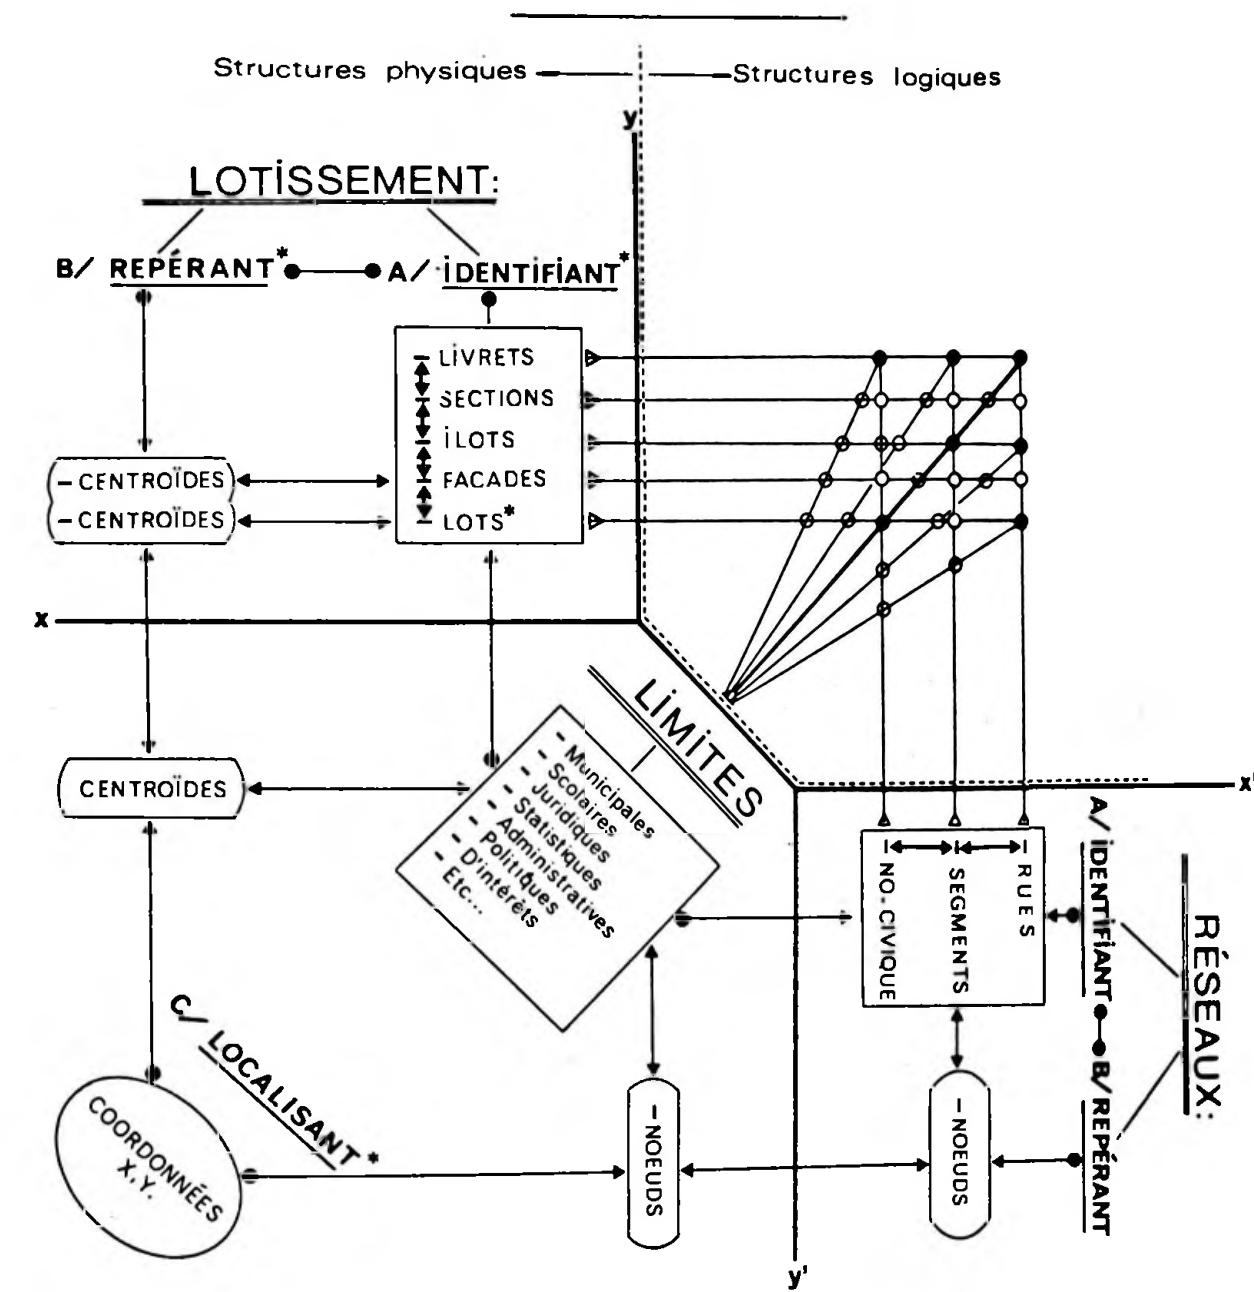 Structures physiques
Structures logiques
y
LOTiSSEMENT:
B/ REPÉRANT*
A/ iDENTiFiANT*
LiVRETS
SECTIONS
iLOTS
FACADES
LOTS*
- CENTROÏDES
- CENTROÏDES
x
LiMiTES
- Municipales
- Scolaires
- Juridiques
- Statistiques
- Administratives
- Politiques
- D'intérêts
- Etc...
CENTROÏDES
x'
- NO. CIVIQUE
- SEGMENTS
- RUES
A/ iDENTiFiANT
B/ REPÉRANT
RÉSEAUX:
C/ LOCALISANT *
COORDONNÉES
X.Y.
- NOEUDS
- NOEUDS
y'